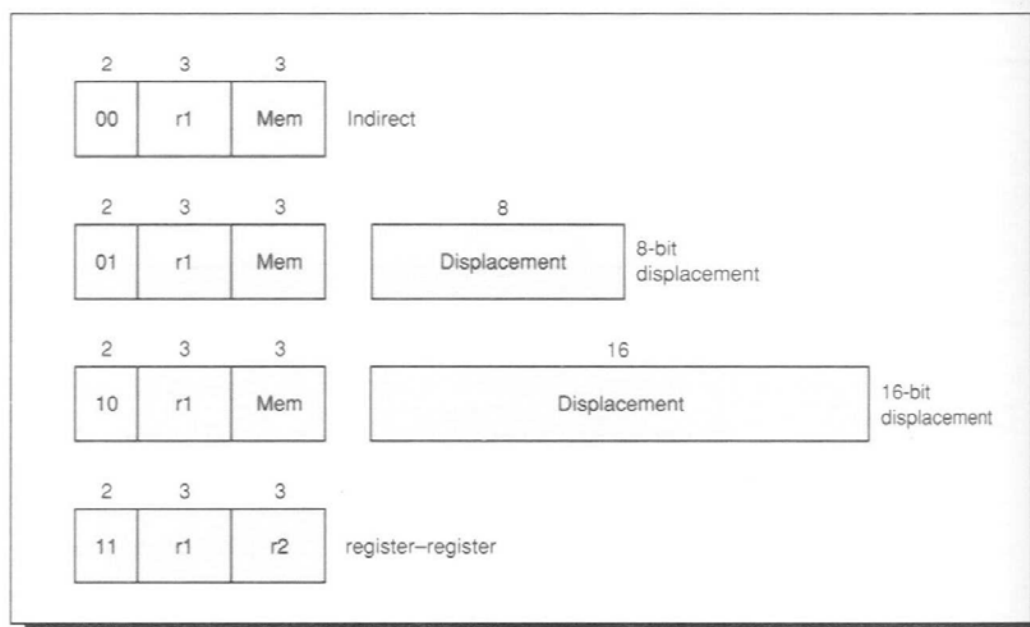 2 3 3
00 r1 Mem Indirect
2 3 3 8
01 r1 Mem Displacement 8-bit
displacement
2 3 3 16
10 r1 Mem Displacement 16-bit
displacement
2 3 3
11 r1 r2 register–register